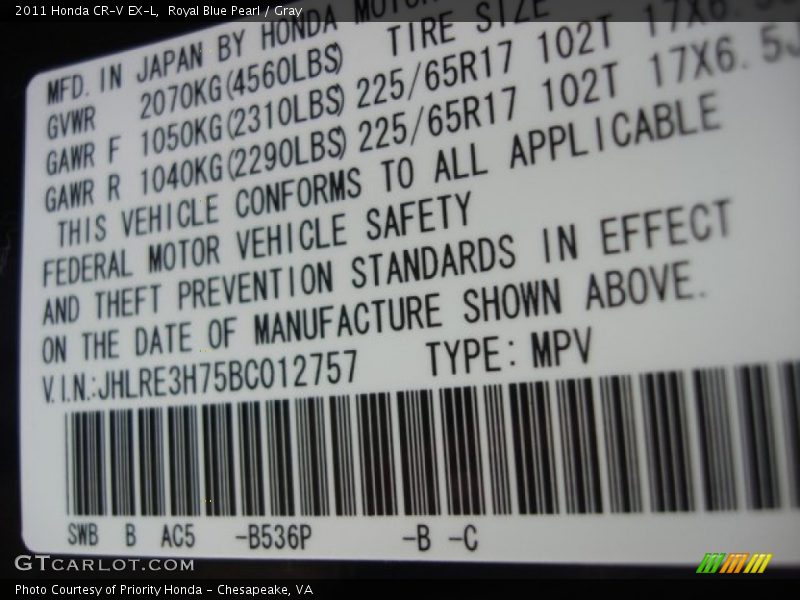 2011 Honda CR-V EX-L, Royal Blue Pearl / Gray
MFD. IN JAPAN BY HONDA MOTOR
GVWR 2070KG(4560LBS) TIRE SIZE
GAWR F 1050KG(2310LBS) 225/65R17 102T 17X6.5J
GAWR R 1040KG(2290LBS) 225/65R17 102T 17X6.5J
THIS VEHICLE CONFORMS TO ALL APPLICABLE
FEDERAL MOTOR VEHICLE SAFETY
AND THEFT PREVENTION STANDARDS IN EFFECT
ON THE DATE OF MANUFACTURE SHOWN ABOVE.
V.I.N.:JHLRE3H75BC012757 TYPE: MPV
SWB B AC5 -B536P -B -C
GTCARLOT.COM
Photo Courtesy of Priority Honda - Chesapeake, VA